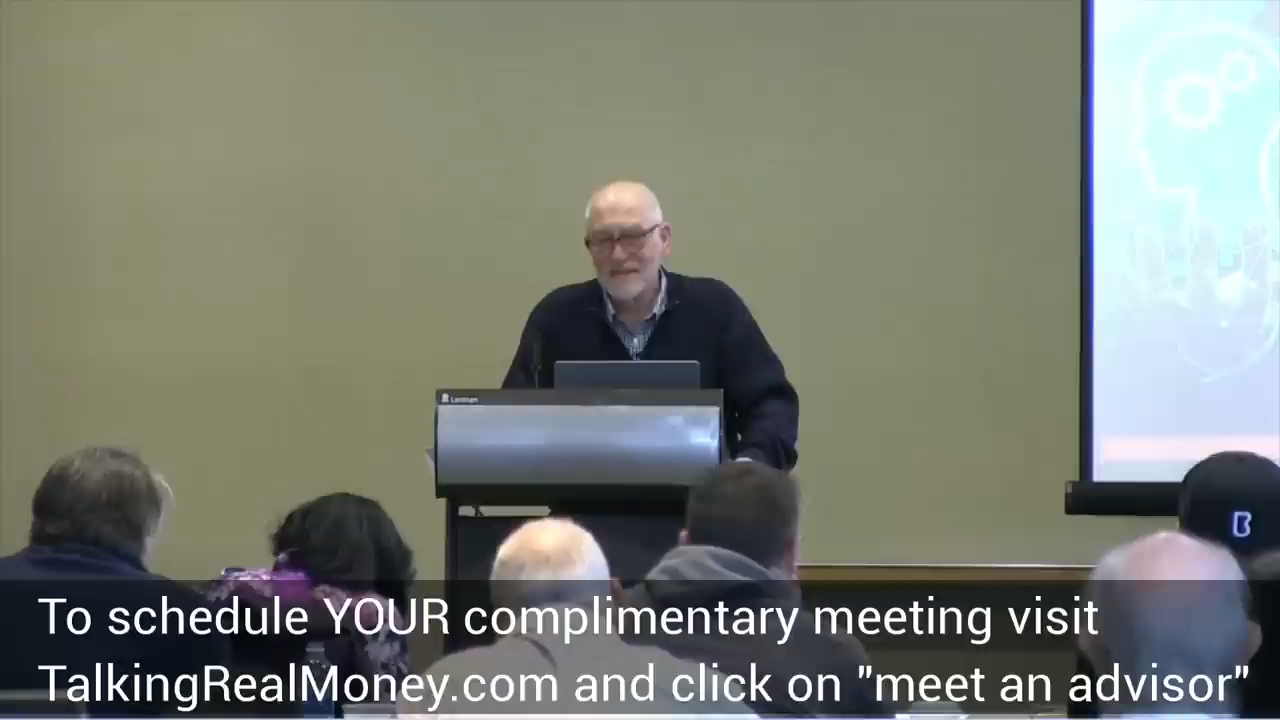 To schedule YOUR complimentary meeting visit
TalkingRealMoney.com and click on "meet an advisor"